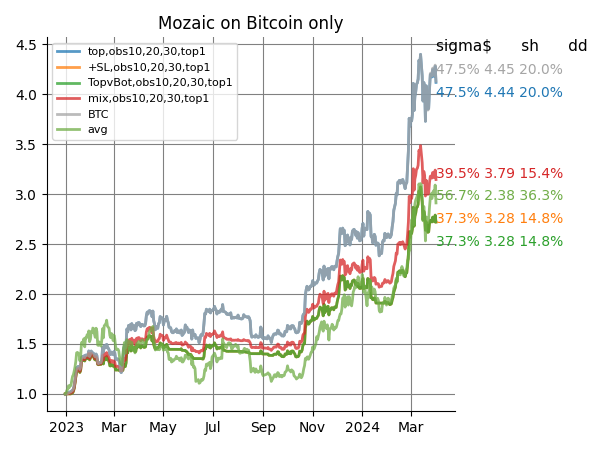 Mozaic on Bitcoin only
sigma$ sh dd
47.5% 4.45 20.0%
47.5% 4.44 20.0%
39.5% 3.79 15.4%
56.7% 2.38 36.3%
37.3% 3.28 14.8%
37.3% 3.28 14.8%
top,obs10,20,30,top1
+SL,obs10,20,30,top1
TopvBot,obs10,20,30,top1
mix,obs10,20,30,top1
BTC
avg
4.5
4.0
3.5
3.0
2.5
2.0
1.5
1.0
2023 Mar May Jul Sep Nov 2024 Mar